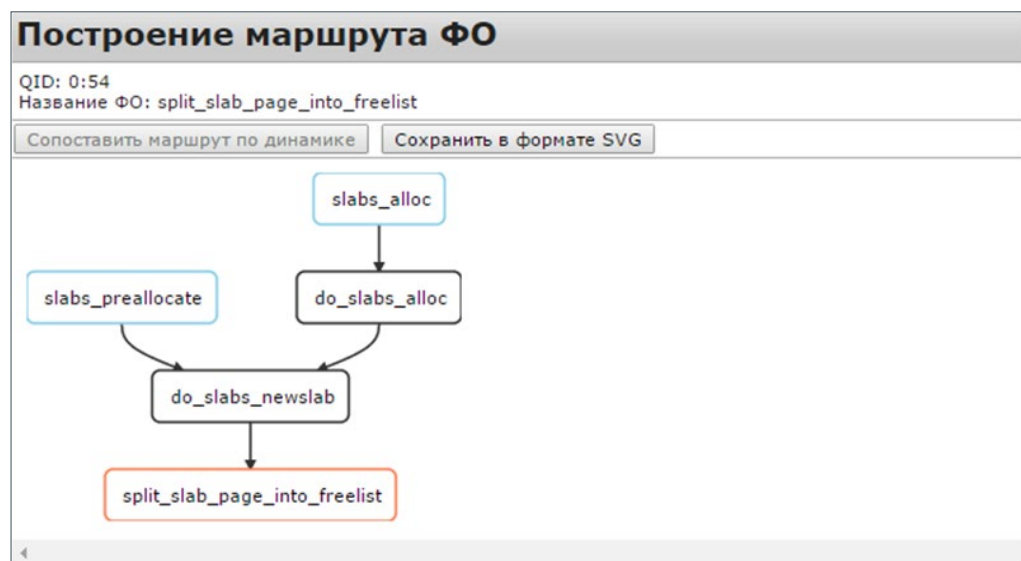 Построение маршрута ФО
QID: 0:54
Название ФО: split_slab_page_into_freelist
Сопоставить маршрут по динамике Сохранить в формате SVG
slabs_alloc
slabs_preallocate do_slabs_alloc
do_slabs_newslab
split_slab_page_into_freelist